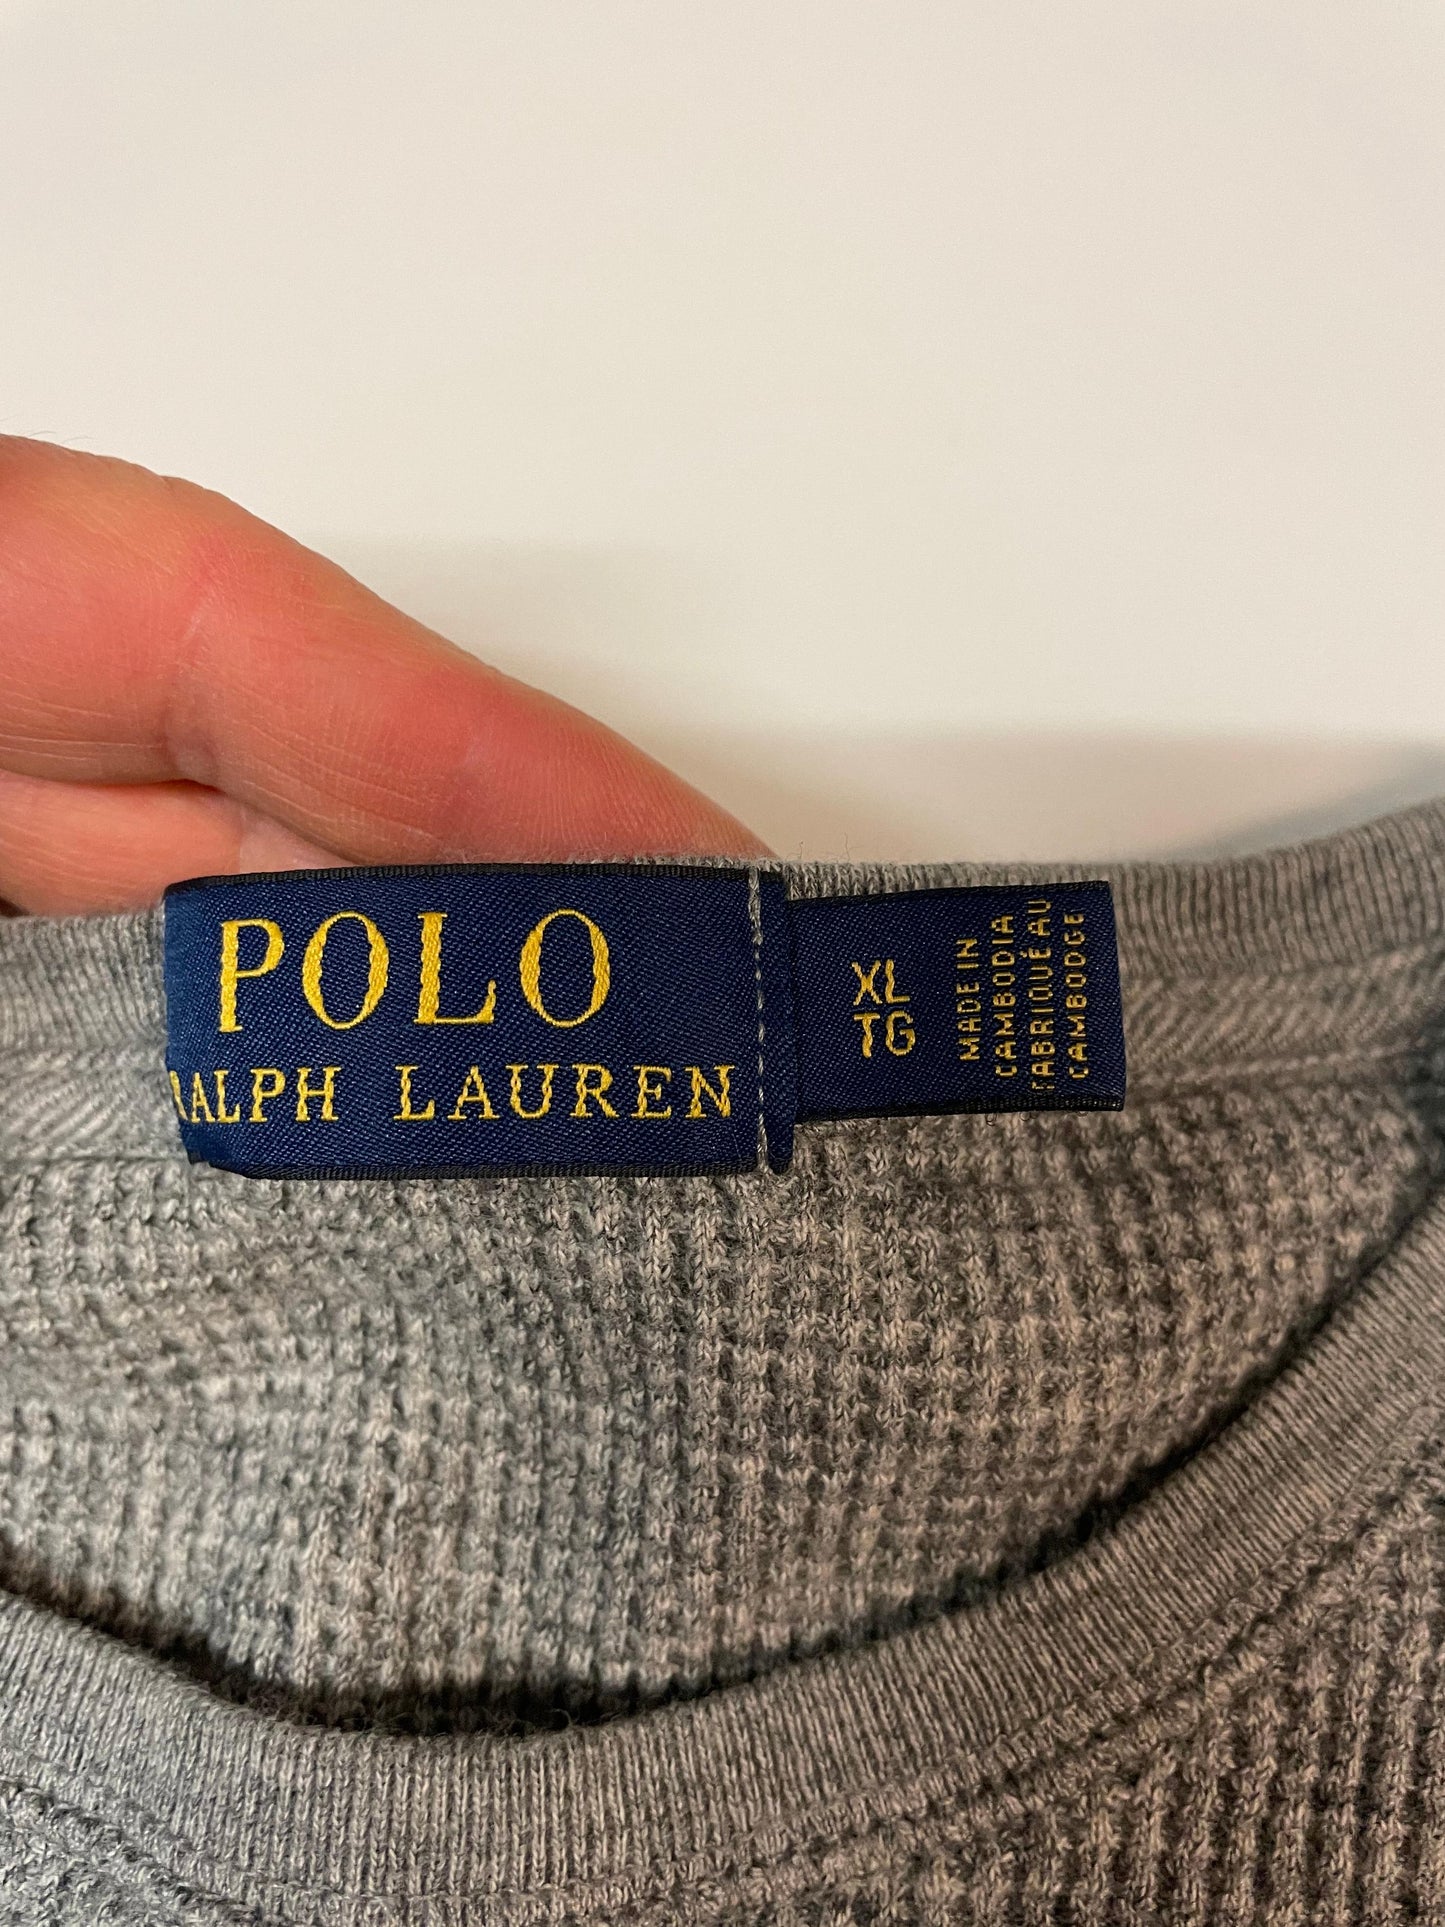 POLO
RALPH LAUREN
XL
TG
MADE IN
CAMBODIA
FABRIQUÉ AU
CAMBODGE